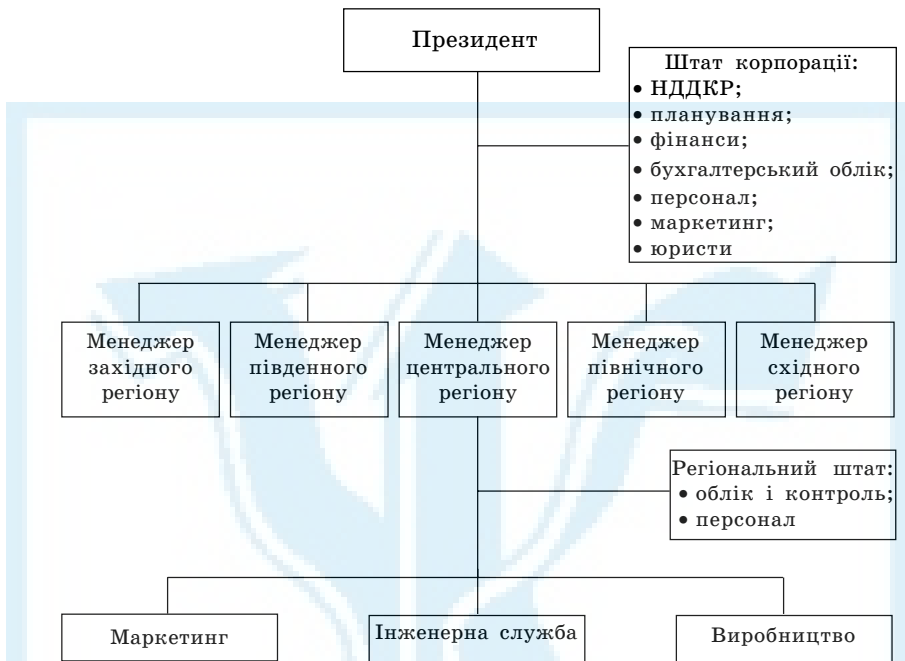 Президент
Штат корпорації:
• НДДКР;
• планування;
• фінанси;
• бухгалтерський облік;
• персонал;
• маркетинг;
• юристи
Менеджер
західного
регіону
Менеджер
південного
регіону
Менеджер
центрального
регіону
Менеджер
північного
регіону
Менеджер
східного
регіону
Регіональний штат:
• облік і контроль;
• персонал
Маркетинг
Інженерна служба
Виробництво